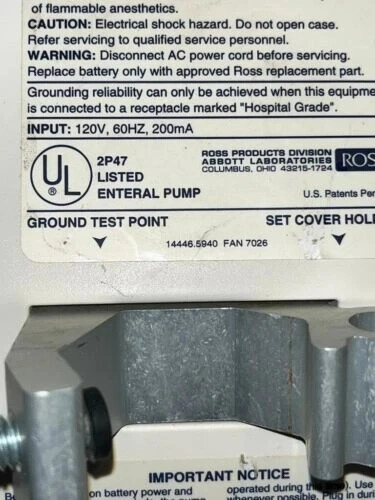 of flammable anesthetics.
CAUTION: Electrical shock hazard. Do not open case.
Refer servicing to qualified service personnel.
WARNING: Disconnect AC power cord before servicing.
Replace battery only with approved Ross replacement part.
Grounding reliability can only be achieved when this equipme
is connected to a receptacle marked "Hospital Grade".
INPUT: 120V, 60HZ, 200mA
UL
2P47
LISTED
ENTERAL PUMP
ROSS PRODUCTS DIVISION
ABBOTT LABORATORIES
COLUMBUS, OHIO 43215-1724
ROS
U.S. Patents Pen
GROUND TEST POINT
SET COVER HOL
14446.5940 FAN 7026
IMPORTANT NOTICE
on battery power and
operated during this
). Use
whenever possible. Plug in dur